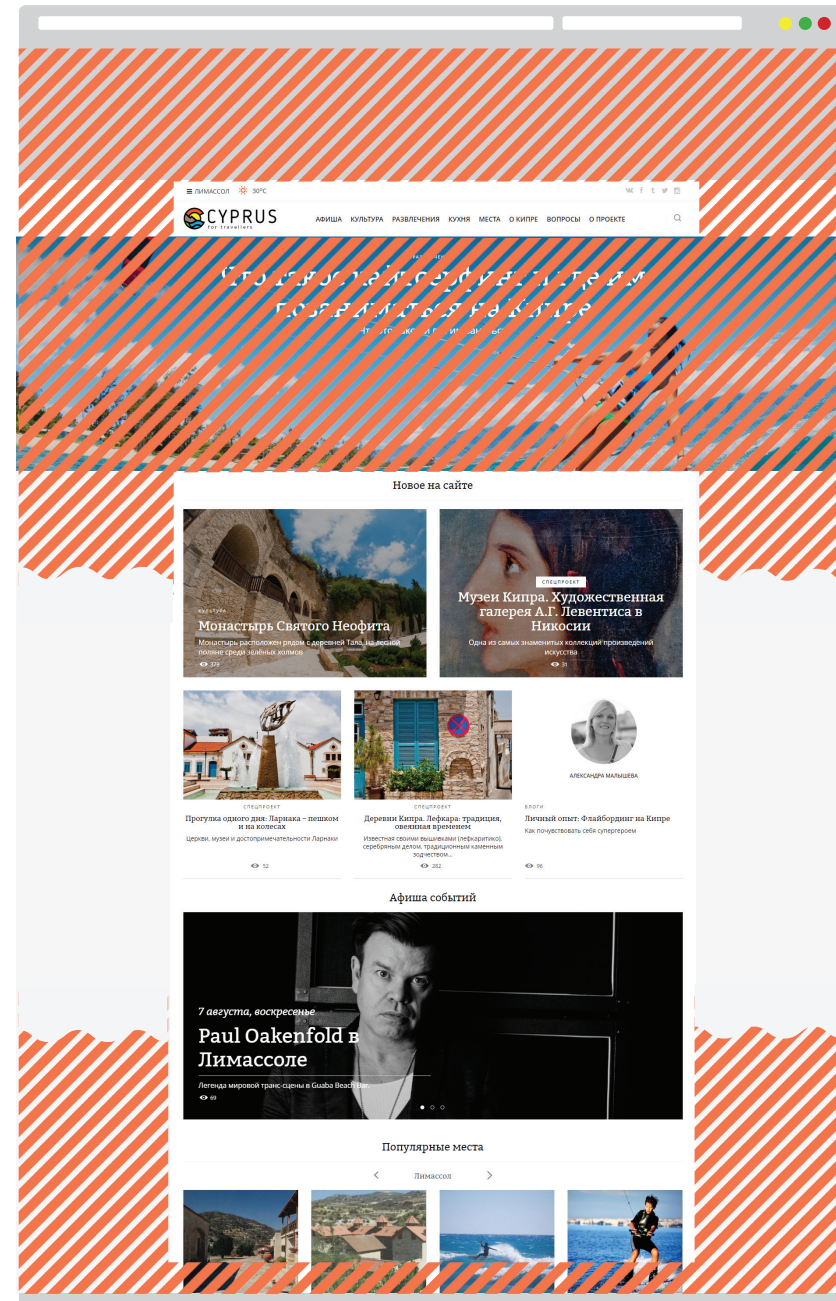 ЛИМАССОЛ 30°C
CYPRUS
for travellers
АФИША КУЛЬТУРА РАЗВЛЕЧЕНИЯ КУХНЯ МЕСТА О КИПРЕ ВОПРОСЫ О ПРОЕКТЕ
позаниматься на Кипре
Новое на сайте
КУЛЬТУРА
Монастырь Святого Неофита
Монастырь расположен рядом с деревней Тала, на лесной
поляне среди зелёных холмов
СПЕЦПРОЕКТ
Музеи Кипра. Художественная
галерея А.Г. Левентиса в
Никосии
Одна из самых знаменитых коллекций произведений
искусства
31
СПЕЦПРОЕКТ
Прогулка одного дня: Ларнака – пешком
и на колесах
Церкви, музеи и достопримечательности Ларнаки
52
СПЕЦПРОЕКТ
Деревни Кипра. Лефкара: традиция,
овеянная временем
Известная своими вышивками (лефкаритико),
серебряным делом, традиционным каменным
зодчеством...
282
АЛЕКСАНДРА МАЛЫШЕВА
БЛОГИ
Личный опыт: Флайбординг на Кипре
Как почувствовать себя супергероем
96
Афиша событий
7 августа, воскресенье
Paul Oakenfold в
Лимассоле
Легенда мировой транс-сцены в Guaba Beach Bar.
69
Популярные места
Лимассол